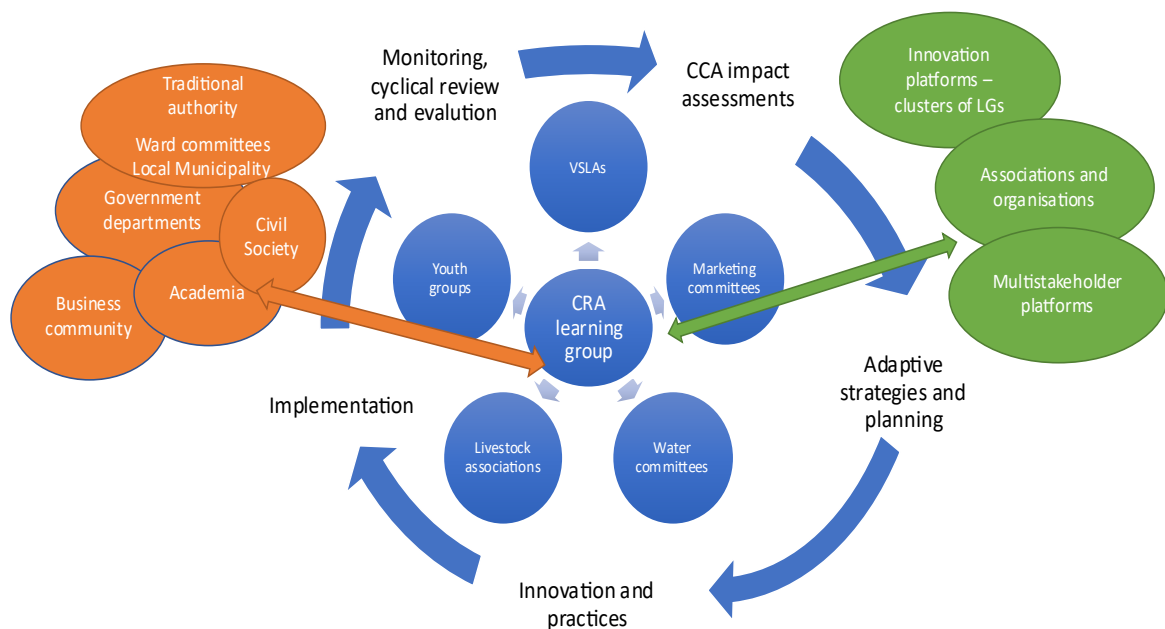 Monitoring,
cyclical review
and evalution
CCA impact
assessments
Innovation
platforms –
clusters of LGs
Traditional
authority
Ward committees
Local Municipality
Government
departments
Civil
Society
Academia
Business
community
VSLAs
Associations and
organisations
Multistakeholder
platforms
Youth
groups
CRA
learning
group
Marketing
committees
Implementation
Adaptive
strategies and
planning
Livestock
associations
Water
committees
Innovation and
practices